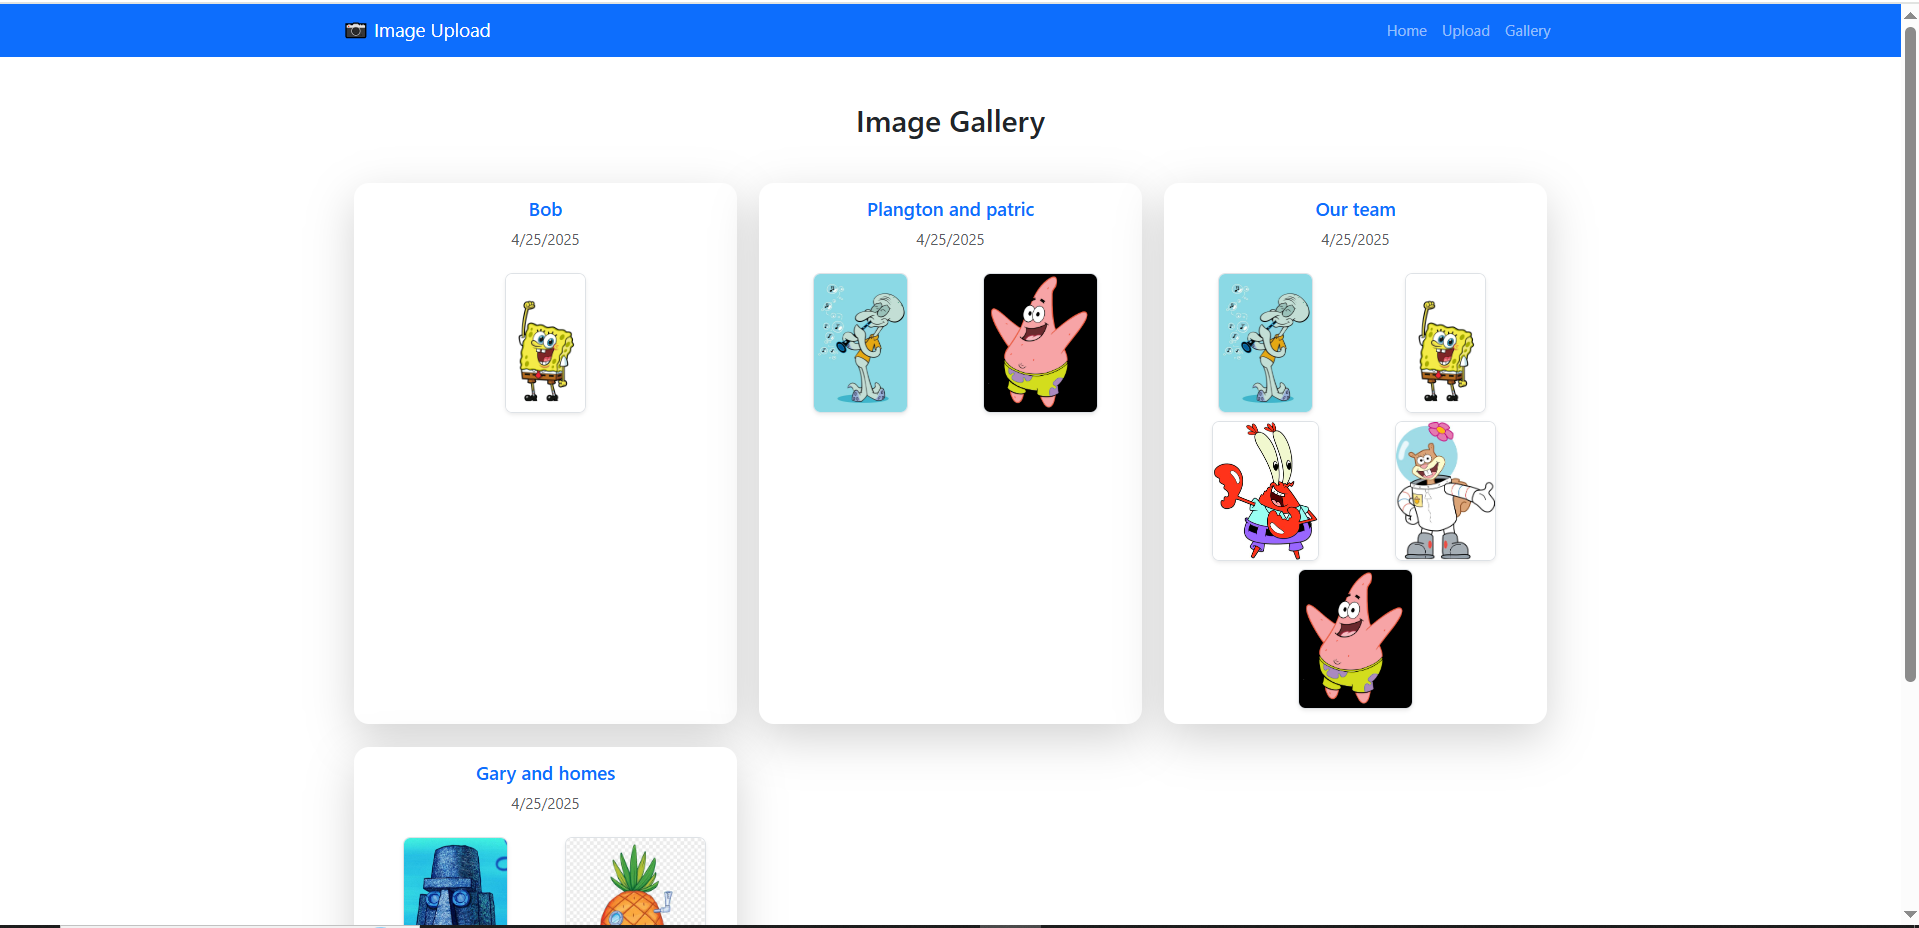 Image Upload
Home Upload Gallery
Image Gallery
Bob
4/25/2025
Plangton and patric
4/25/2025
Our team
4/25/2025
Gary and homes
4/25/2025